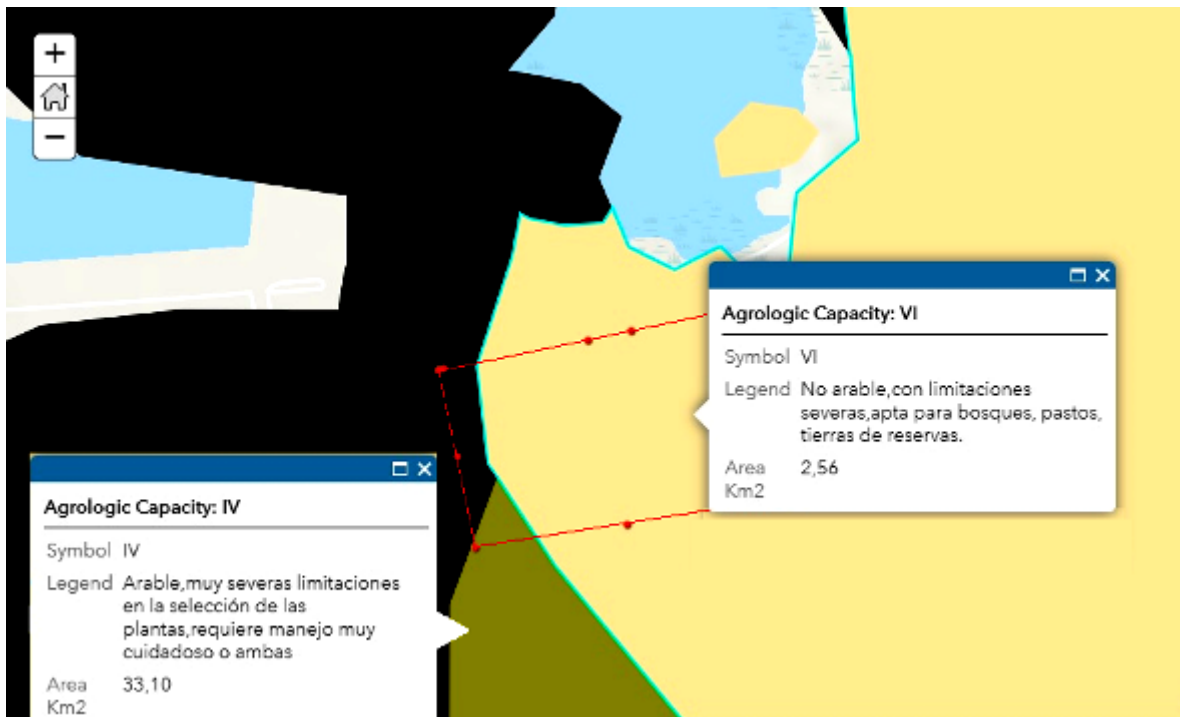 +
−
Agrologic Capacity: VI
Symbol VI
Legend No arable,con limitaciones
severas,apta para bosques, pastos,
tierras de reservas.
Area 2,56
Km2
Agrologic Capacity: IV
Symbol IV
Legend Arable,muy severas limitaciones
en la selección de las
plantas,requiere manejo muy
cuidadoso o ambas
Area 33,10
Km2